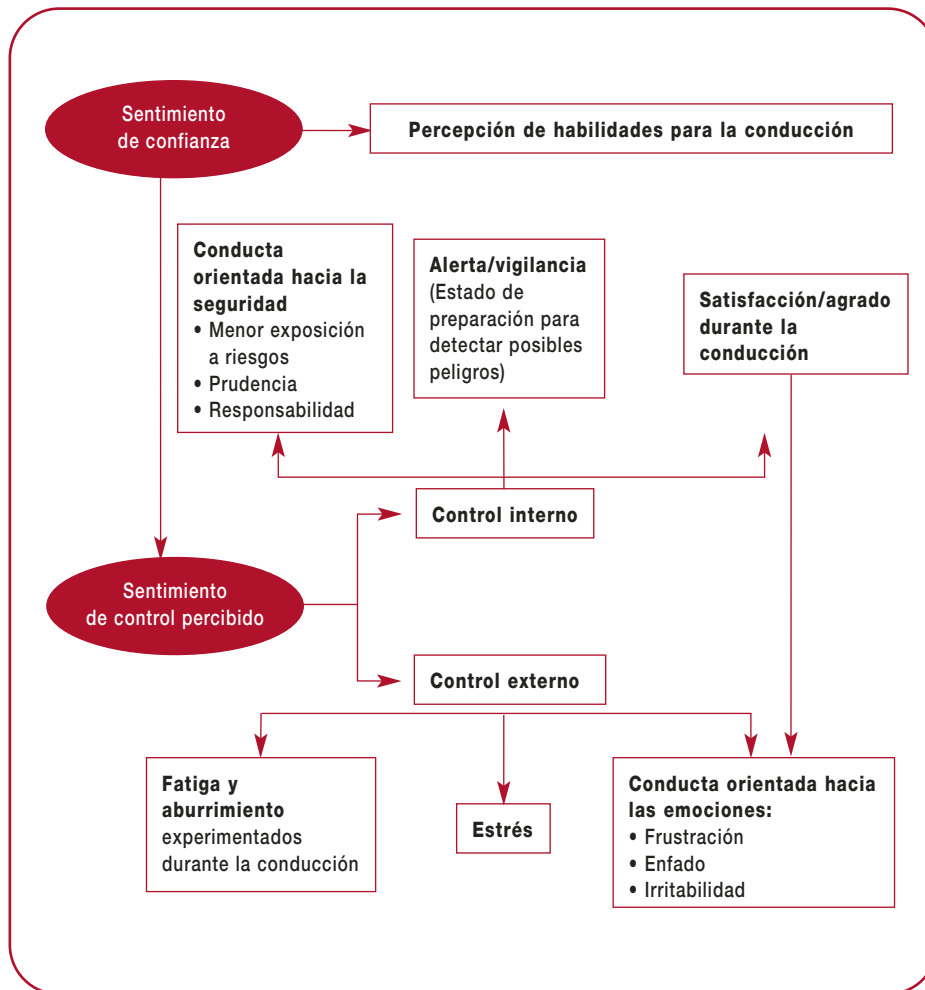 Sentimiento
de confianza
Percepción de habilidades para la conducción
Conducta
orientada hacia la
seguridad
• Menor exposición
a riesgos
• Prudencia
• Responsabilidad
Alerta/vigilancia
(Estado de
preparación para
detectar posibles
peligros)
Satisfacción/agrado
durante la
conducción
Control interno
Sentimiento
de control percibido
Control externo
Fatiga y
aburrimiento
experimentados
durante la conducción
Estrés
Conducta orientada hacia
las emociones:
• Frustración
• Enfado
• Irritabilidad